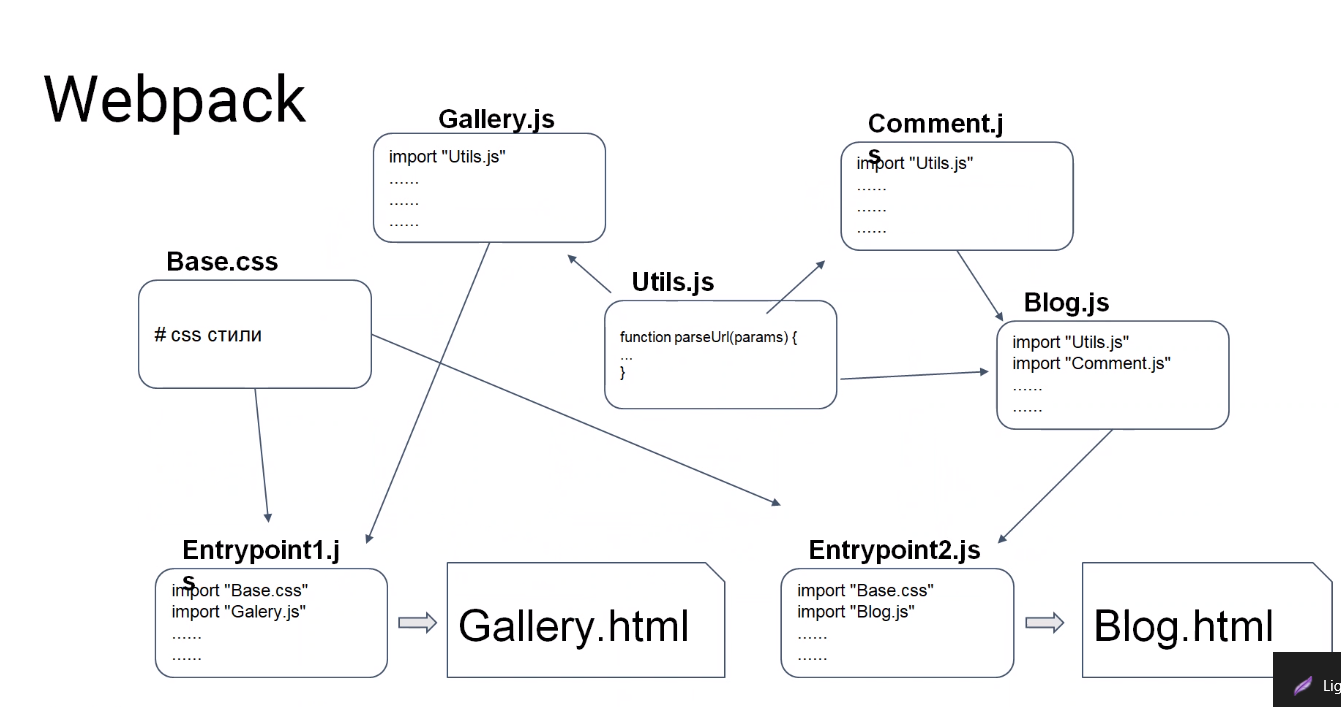 Webpack
Gallery.js
import "Utils.js"
......
......
......
Comment.j
s
import "Utils.js"
......
......
......
Base.css
# css стили
Utils.js
function parseUrl(params) {
...
}
Blog.js
import "Utils.js"
import "Comment.js"
......
......
Entrypoint1.j
s
import "Base.css"
import "Galery.js"
......
......
Gallery.html
Entrypoint2.js
import "Base.css"
import "Blog.js"
......
......
Blog.html
Lig